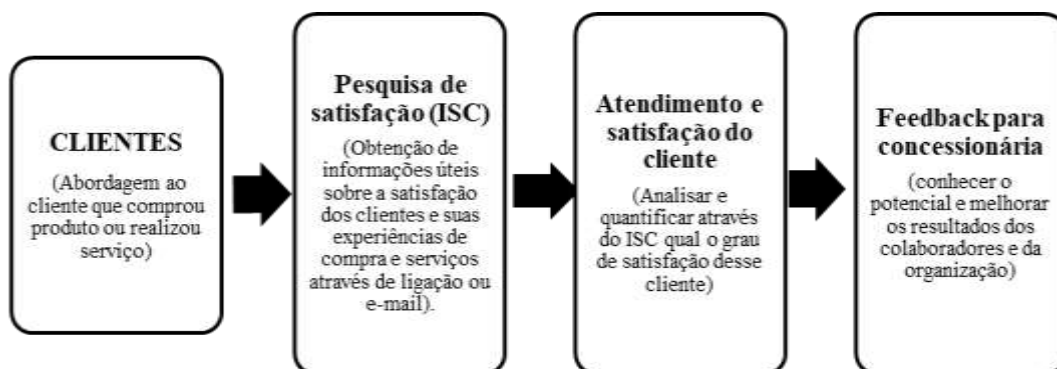 CLIENTES
(Abordagem ao
cliente que comprou
produto ou realizou
serviço)
Pesquisa de
satisfação (ISC)
(Obtenção de
informações úteis
sobre a satisfação
dos clientes e suas
experiências de
compra e serviços
através de ligação ou
e-mail).
Atendimento e
satisfação do
cliente
(Analisar e
quantificar através
do ISC qual o grau
de satisfação desse
cliente)
Feedback para
concessionária
(conhecer o
potencial e melhorar
os resultados dos
colaboradores e da
organização)